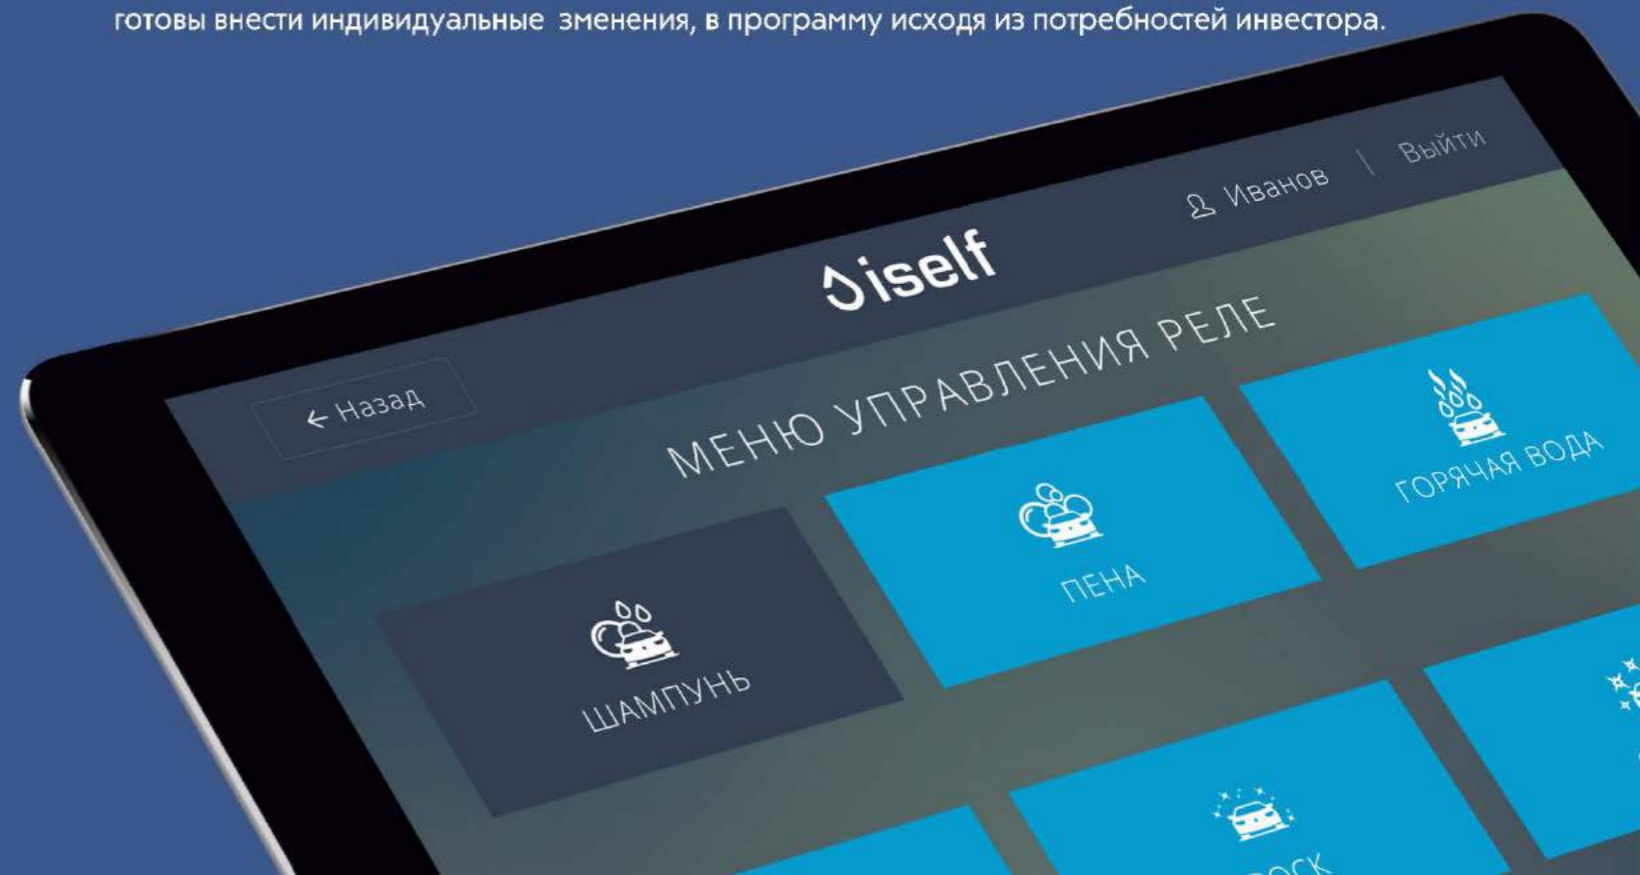 готовы внести индивидуальные зменения, в программу исходя из потребностей инвестора.
Иванов | Выйти
iself
← Назад
МЕНЮ УПРАВЛЕНИЯ РЕЛЕ
ШАМПУНЬ
ПЕНА
ГОРЯЧАЯ ВОДА